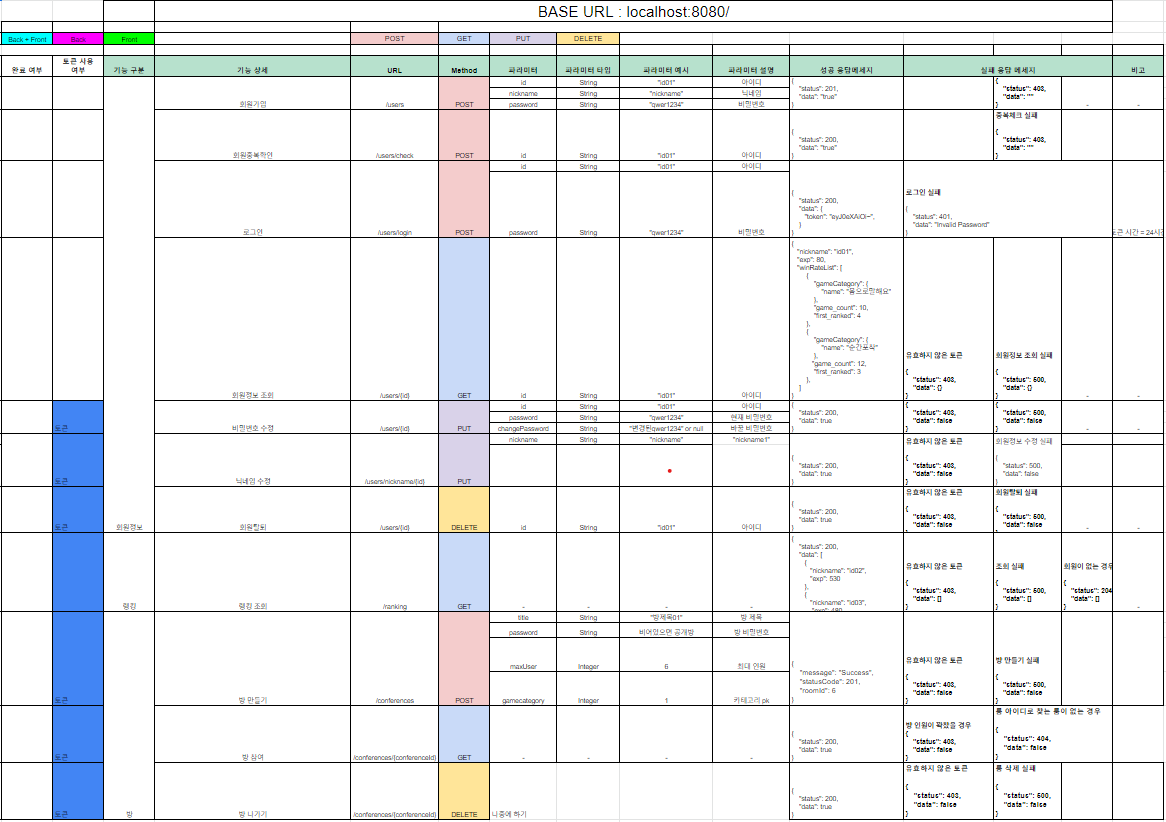 BASE URL : localhost:8080/
Back + Front
Back
Front
POST
GET
PUT
DELETE
완료 여부
토큰 사용
여부
기능 구분
기능 상세
URL
Method
파라미터
파라미터 타입
파라미터 예시
파라미터 설명
성공 응답메세지
실패 응답 메세지
비고
회원가입
/users
POST
id
String
"id01"
아이디
nickname
String
"nickname"
닉네임
password
String
"qwer1234"
비밀번호
{
"status": 201,
"data": "true"
}
{
"status": 403,
"data": ""
}
-
-
회원중복확인
/users/check
POST
id
String
"id01"
아이디
{
"status": 200,
"data": "true"
}
중복체크 실패
{
"status": 403,
"data": ""
}
로그인
/users/login
POST
id
String
"id01"
아이디
password
String
"qwer1234"
비밀번호
{
"status": 200,
"data": {
"token": "eyJ0eXAiOi~",
}
}
로그인 실패
{
"status": 401,
"data": "Invalid Password"
}
토큰 시간 = 24시간
회원정보 조회
/users/{id}
GET
id
String
"id01"
아이디
{
"nickname": "id01",
"exp": 80,
"winRateList": [
{
"gameCategory": {
"name": "몸으로말해요"
},
"game_count": 10,
"first_ranked": 4
},
{
"gameCategory": {
"name": "순간포착"
},
"game_count": 12,
"first_ranked": 3
},
]
}
유효하지 않은 토큰
{
"status": 403,
"data": {}
}
회원정보 조회 실패
{
"status": 500,
"data": {}
}
-
-
토큰
비밀번호 수정
/users/{id}
PUT
id
String
"id01"
아이디
password
String
"qwer1234"
현재 비밀번호
changePassword
String
"변경된qwer1234" or null
바꿀 비밀번호
{
"status": 200,
"data": true
}
{
"status": 403,
"data": false
}
{
"status": 500,
"data": false
}
-
-
토큰
닉네임 수정
/users/nickname/{id}
PUT
nickname
String
"nickname"
"nickname1"
{
"status": 200,
"data": true
}
유효하지 않은 토큰
{
"status": 403,
"data": false
}
회원정보 수정 실패
{
"status": 500,
"data": false
}
토큰
회원정보
회원탈퇴
/users/{id}
DELETE
id
String
"id01"
아이디
{
"status": 200,
"data": true
}
유효하지 않은 토큰
{
"status": 403,
"data": false
}
회원탈퇴 실패
{
"status": 500,
"data": false
}
-
-
랭킹
랭킹 조회
/ranking
GET
-
-
-
-
{
"status": 200,
"data": [
{
"nickname": "id02",
"exp": 530
},
{
"nickname": "id03",
유효하지 않은 토큰
{
"status": 403,
"data": []
}
조회 실패
{
"status": 500,
"data": []
}
회원이 없는 경우
{
"status": 204
"data": []
}
-
토큰
방 만들기
/conferences
POST
title
String
"방제목01"
방 제목
password
String
비어있으면 공개방
방 비밀번호
maxUser
Integer
6
최대 인원
gamecategory
Integer
1
카테고리 pk
{
"message": "Success",
"statusCode": 201,
"roomId": 6
}
유효하지 않은 토큰
{
"status": 403,
"data": false
}
방 만들기 실패
{
"status": 500,
"data": false
}
토큰
방 참여
/conferences/{conferenceId}
GET
-
-
-
-
{
"status": 200,
"data": true
}
방 인원이 꽉찼을 경우
{
"status": 403,
"data": false
}
룸 아이디로 찾는 룸이 없는 경우
{
"status": 404,
"data": false
}
토큰
방
방 나가기
/conferences/{conferenceId}
DELETE
나중에 하기
{
"status": 200,
"data": true
}
유효하지 않은 토큰
{
"status": 403,
"data": false
}
룸 삭제 실패
{
"status": 500,
"data": false
}